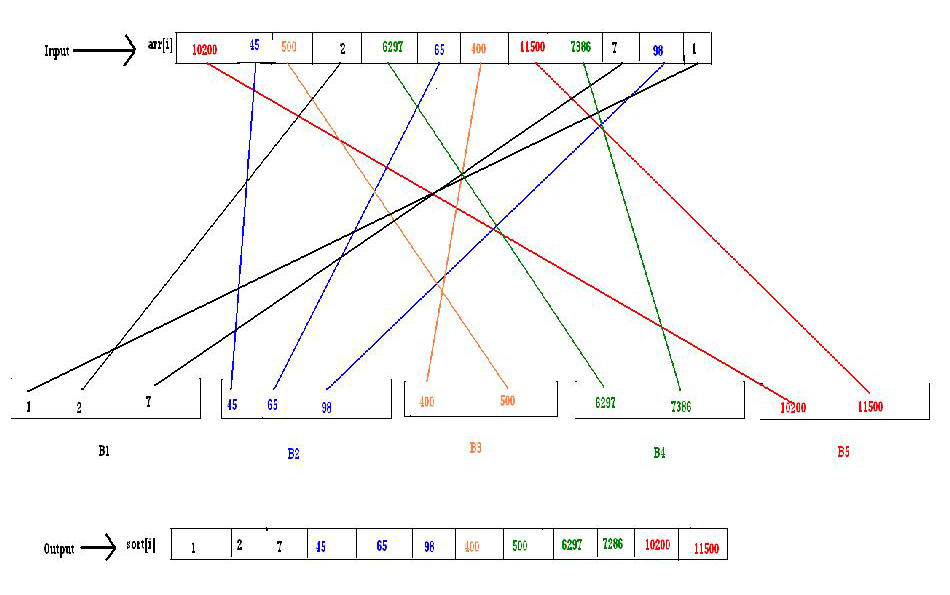 Input arr[i] 10200 45 500 2 6297 65 400 11500 7386 7 98 1
1 2 7 45 65 98 400 500 6297 7386 10200 11500
B1 B2 B3 B4 B5
Output sort[i] 1 2 7 45 65 98 400 500 6297 7286 10200 11500